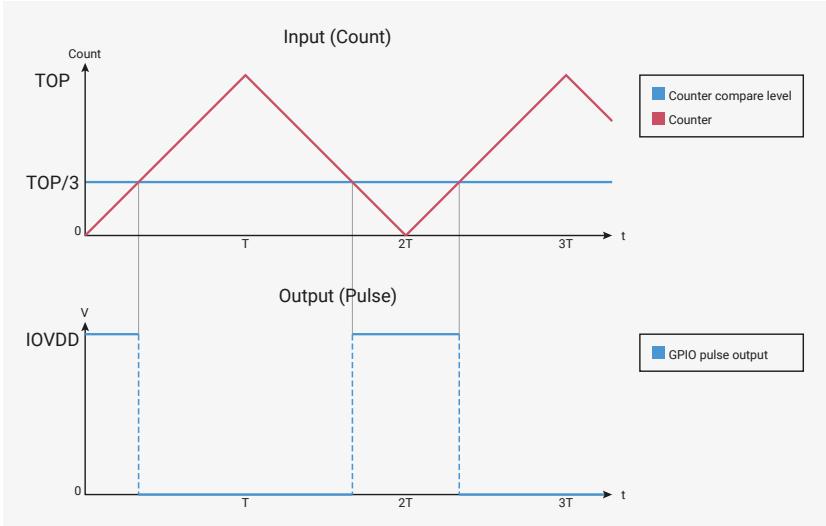 Input (Count)
Count
TOP
TOP/3
0
T
2T
3T
t
Counter compare level
Counter
Output (Pulse)
V
IOVDD
0
T
2T
3T
t
GPIO pulse output